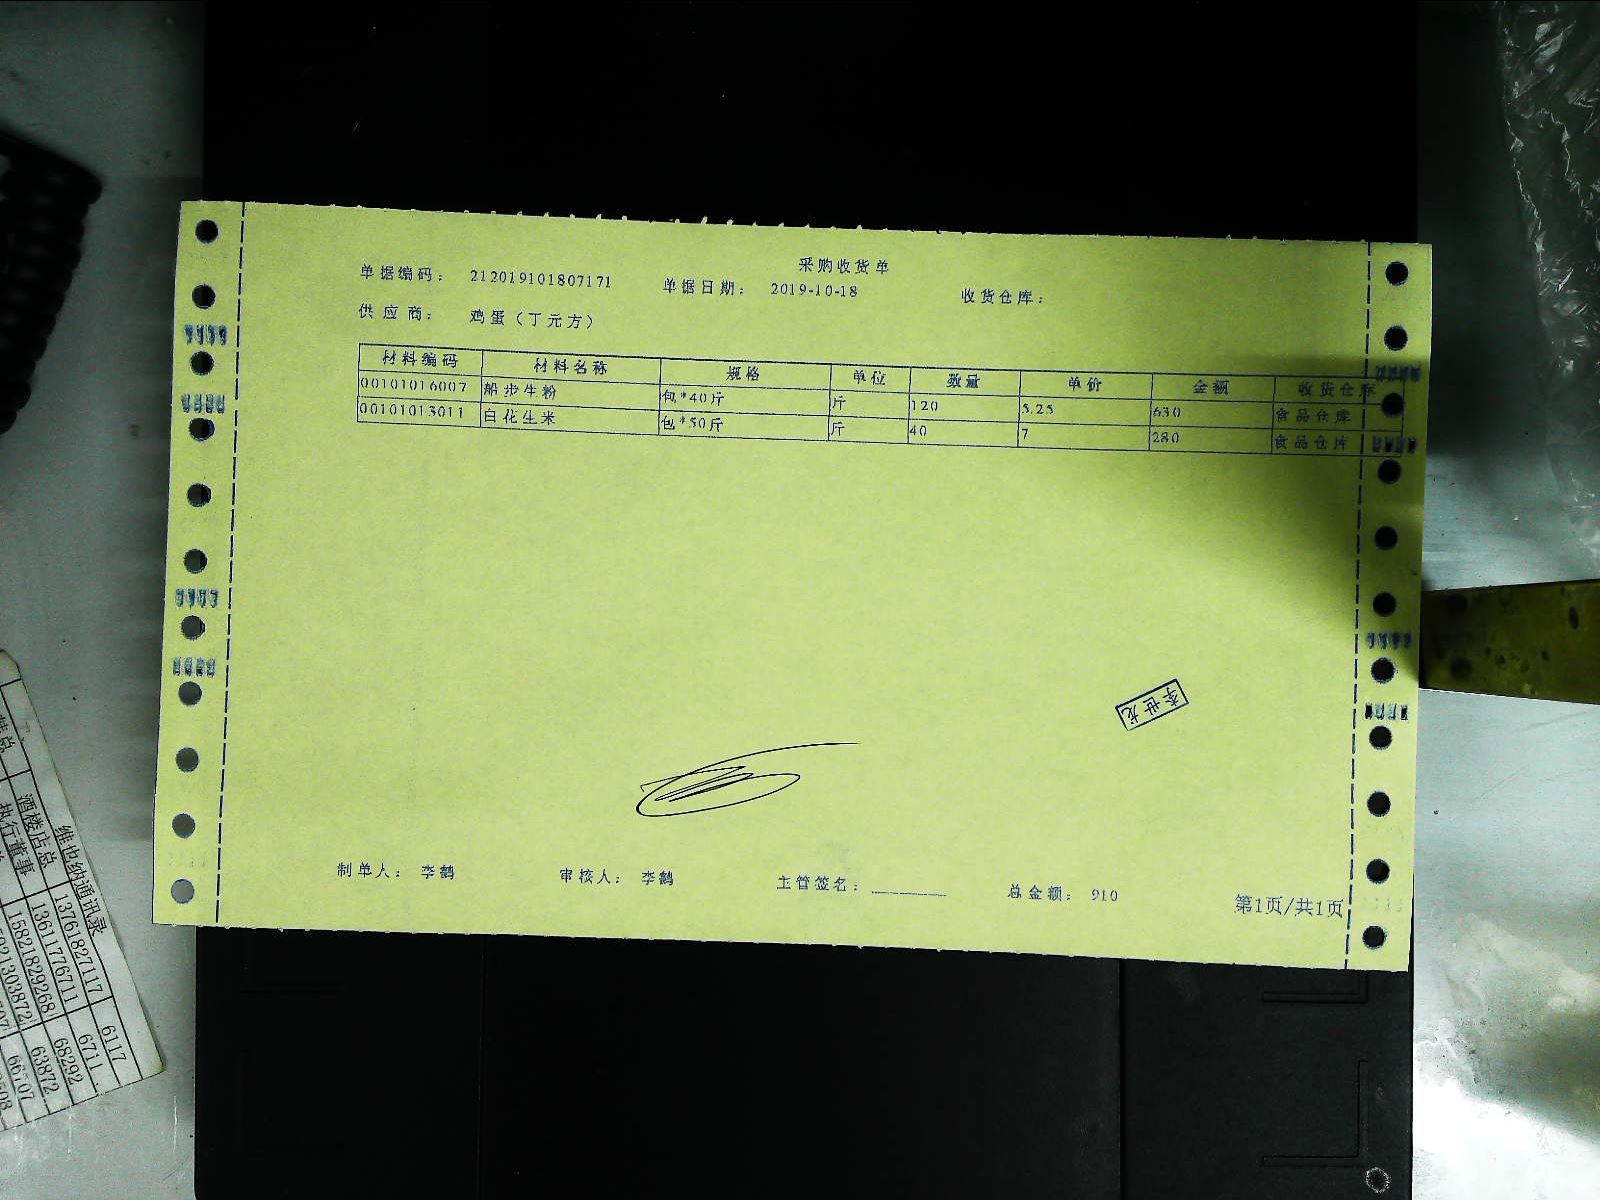 采购收货单
单据编码： 212019101807171 单据日期： 2019-10-18 收货仓库：
供应商： 鸡蛋（丁元方）
材料编码 材料名称 规格 单位 数量 单价 金额 收货仓库
00101016007 船步生粉 包*40斤 斤 120 5.25 630 食品仓库
00101013011 白花生米 包*50斤 斤 40 7 280 食品仓库
李世龙
制单人： 李鹤 审核人： 李鹤 主管签名： 总金额： 910
第1页/共1页
维也纳通讯录
酒楼店总 13761827117 6117
执行董事 13611776711 6711
15821829268 68292
63872
66707